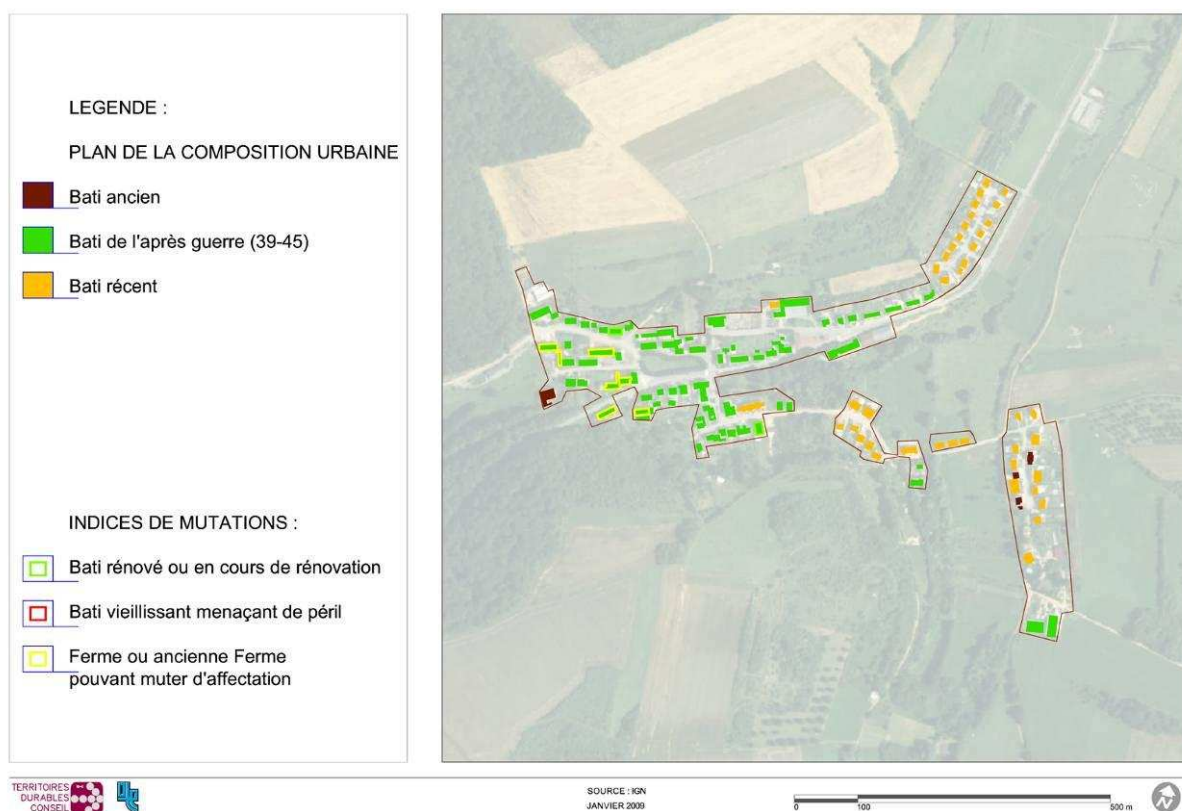 LEGENDE :
PLAN DE LA COMPOSITION URBAINE
Bati ancien
Bati de l'après guerre (39-45)
Bati récent
INDICES DE MUTATIONS :
Bati rénové ou en cours de rénovation
Bati vieillissant menaçant de péril
Ferme ou ancienne Ferme
pouvant muter d'affectation
TERRITOIRES
DURABLES
CONSEIL
SOURCE : IGN
JANVIER 2009
0
100
500 m